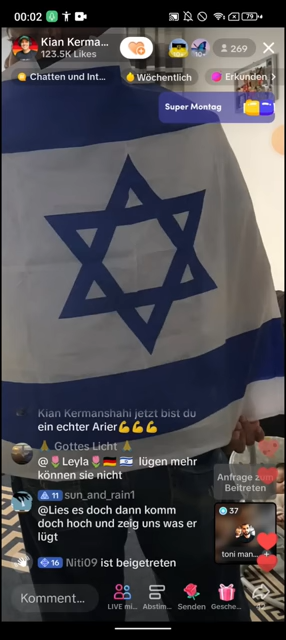 00:02
79
Kian Kerma...
123.5K Likes
269
Chatten und Int...
Wöchentlich
Erkunden
Super Montag
Kian Kermanshahi jetzt bist du
ein echter Arier💪💪💪
🙏 Gottes Licht 🙏
@🌷Leyla🌷🇩🇪 🇮🇱 lügen mehr
können sie nicht
11 sun_and_rain1
@Lies es doch dann komm
doch hoch und zeig uns was er
lügt
Anfrage zum
Beitreten
37
toni man...
16 Niti09 ist beigetreten
Komment...
LIVE mi...
Abstim...
Senden
Gesche...